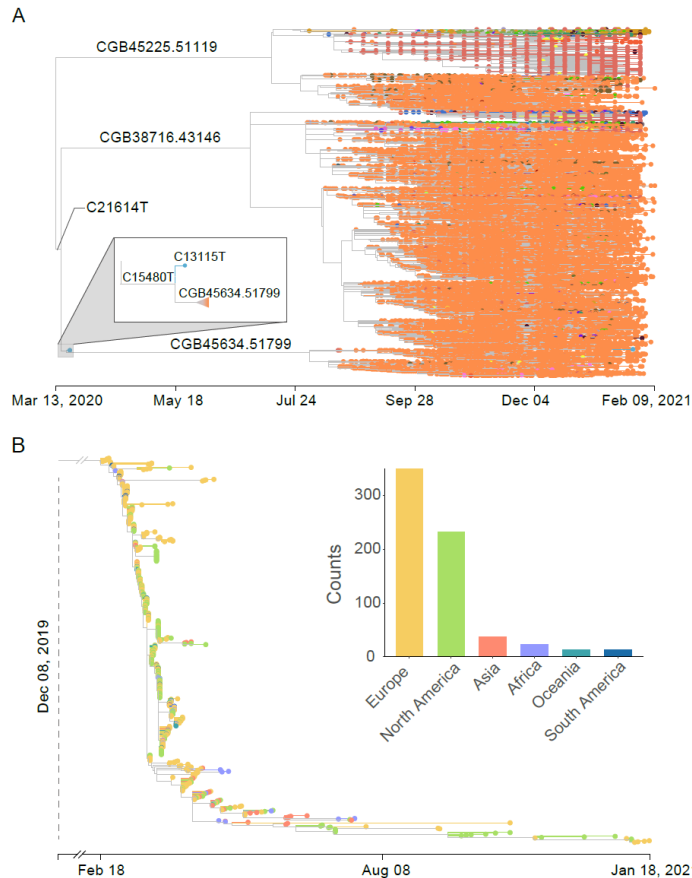 A
CGB45225.51119
CGB38716.43146
C21614T
C13115T
C15480T
CGB45634.51799
CGB45634.51799
Mar 13, 2020 May 18 Jul 24 Sep 28 Dec 04 Feb 09, 2021
B
Dec 08, 2019
Counts
300
200
100
0
Europe North America Asia Africa Oceania South America
Feb 18 Aug 08 Jan 18, 202